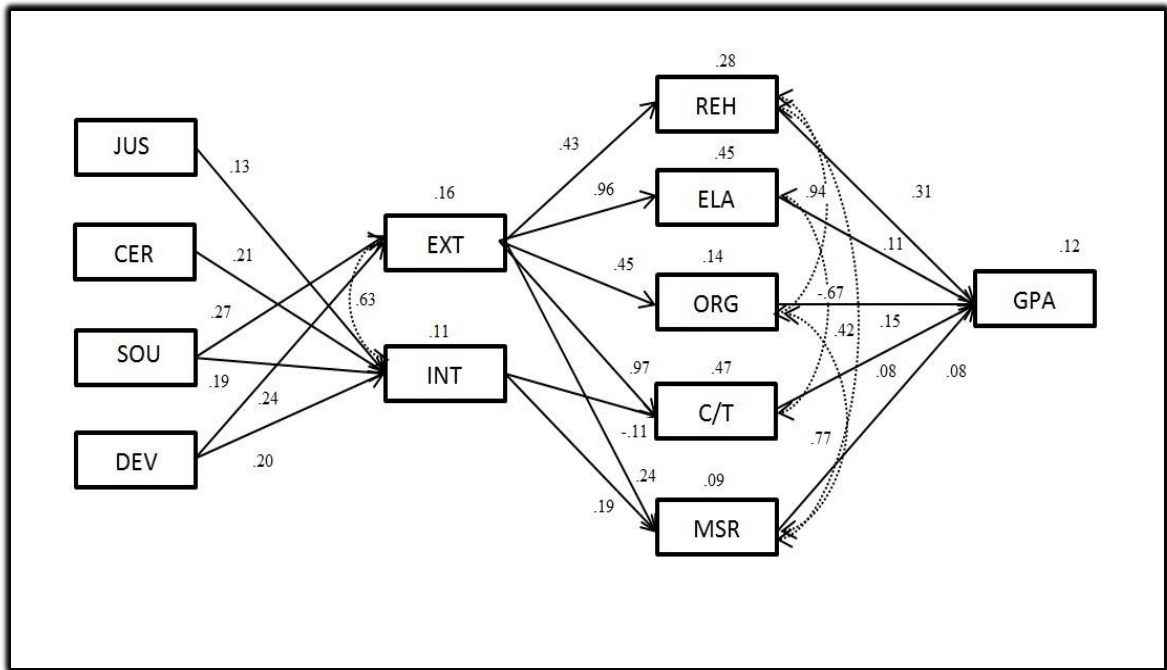 .28
REH
JUS
.13
.43
.45
.96
ELA
.94
.31
.16
CER
.21
EXT
.11
.12
.45
.14
ORG
-.67
GPA
.27
.63
.42
.15
.11
SOU
INT
.97
.47
C/T
.08
.08
.19
.24
-.11
.77
DEV
.20
.24
.09
.19
MSR